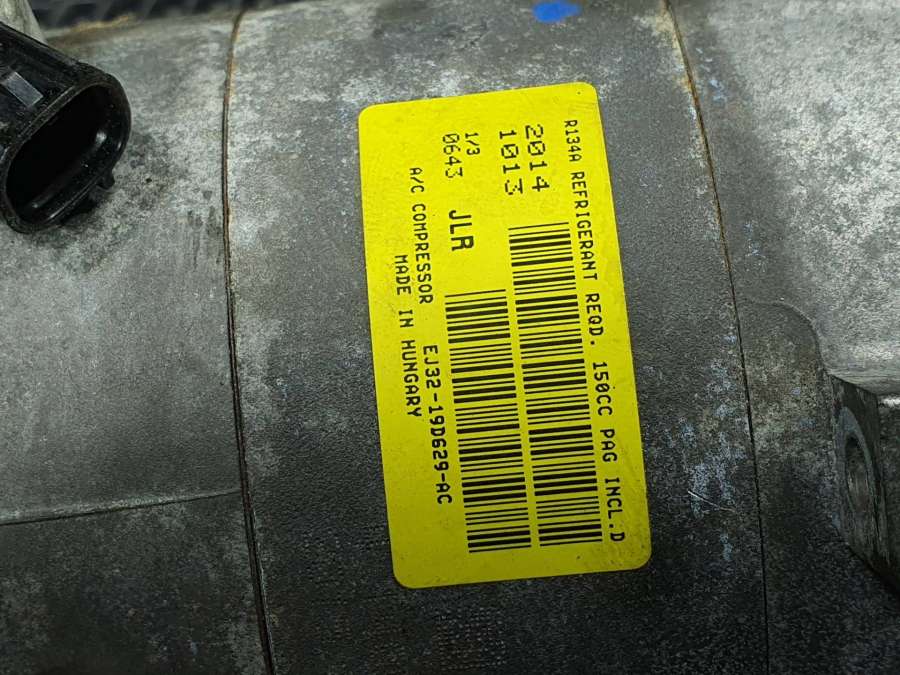 R134A REFRIGERANT REQD. 150CC PAG INCL.D
2014
1013
1/3
0643
JLR
A/C COMPRESSOR EJ32-19D629-AC
MADE IN HUNGARY